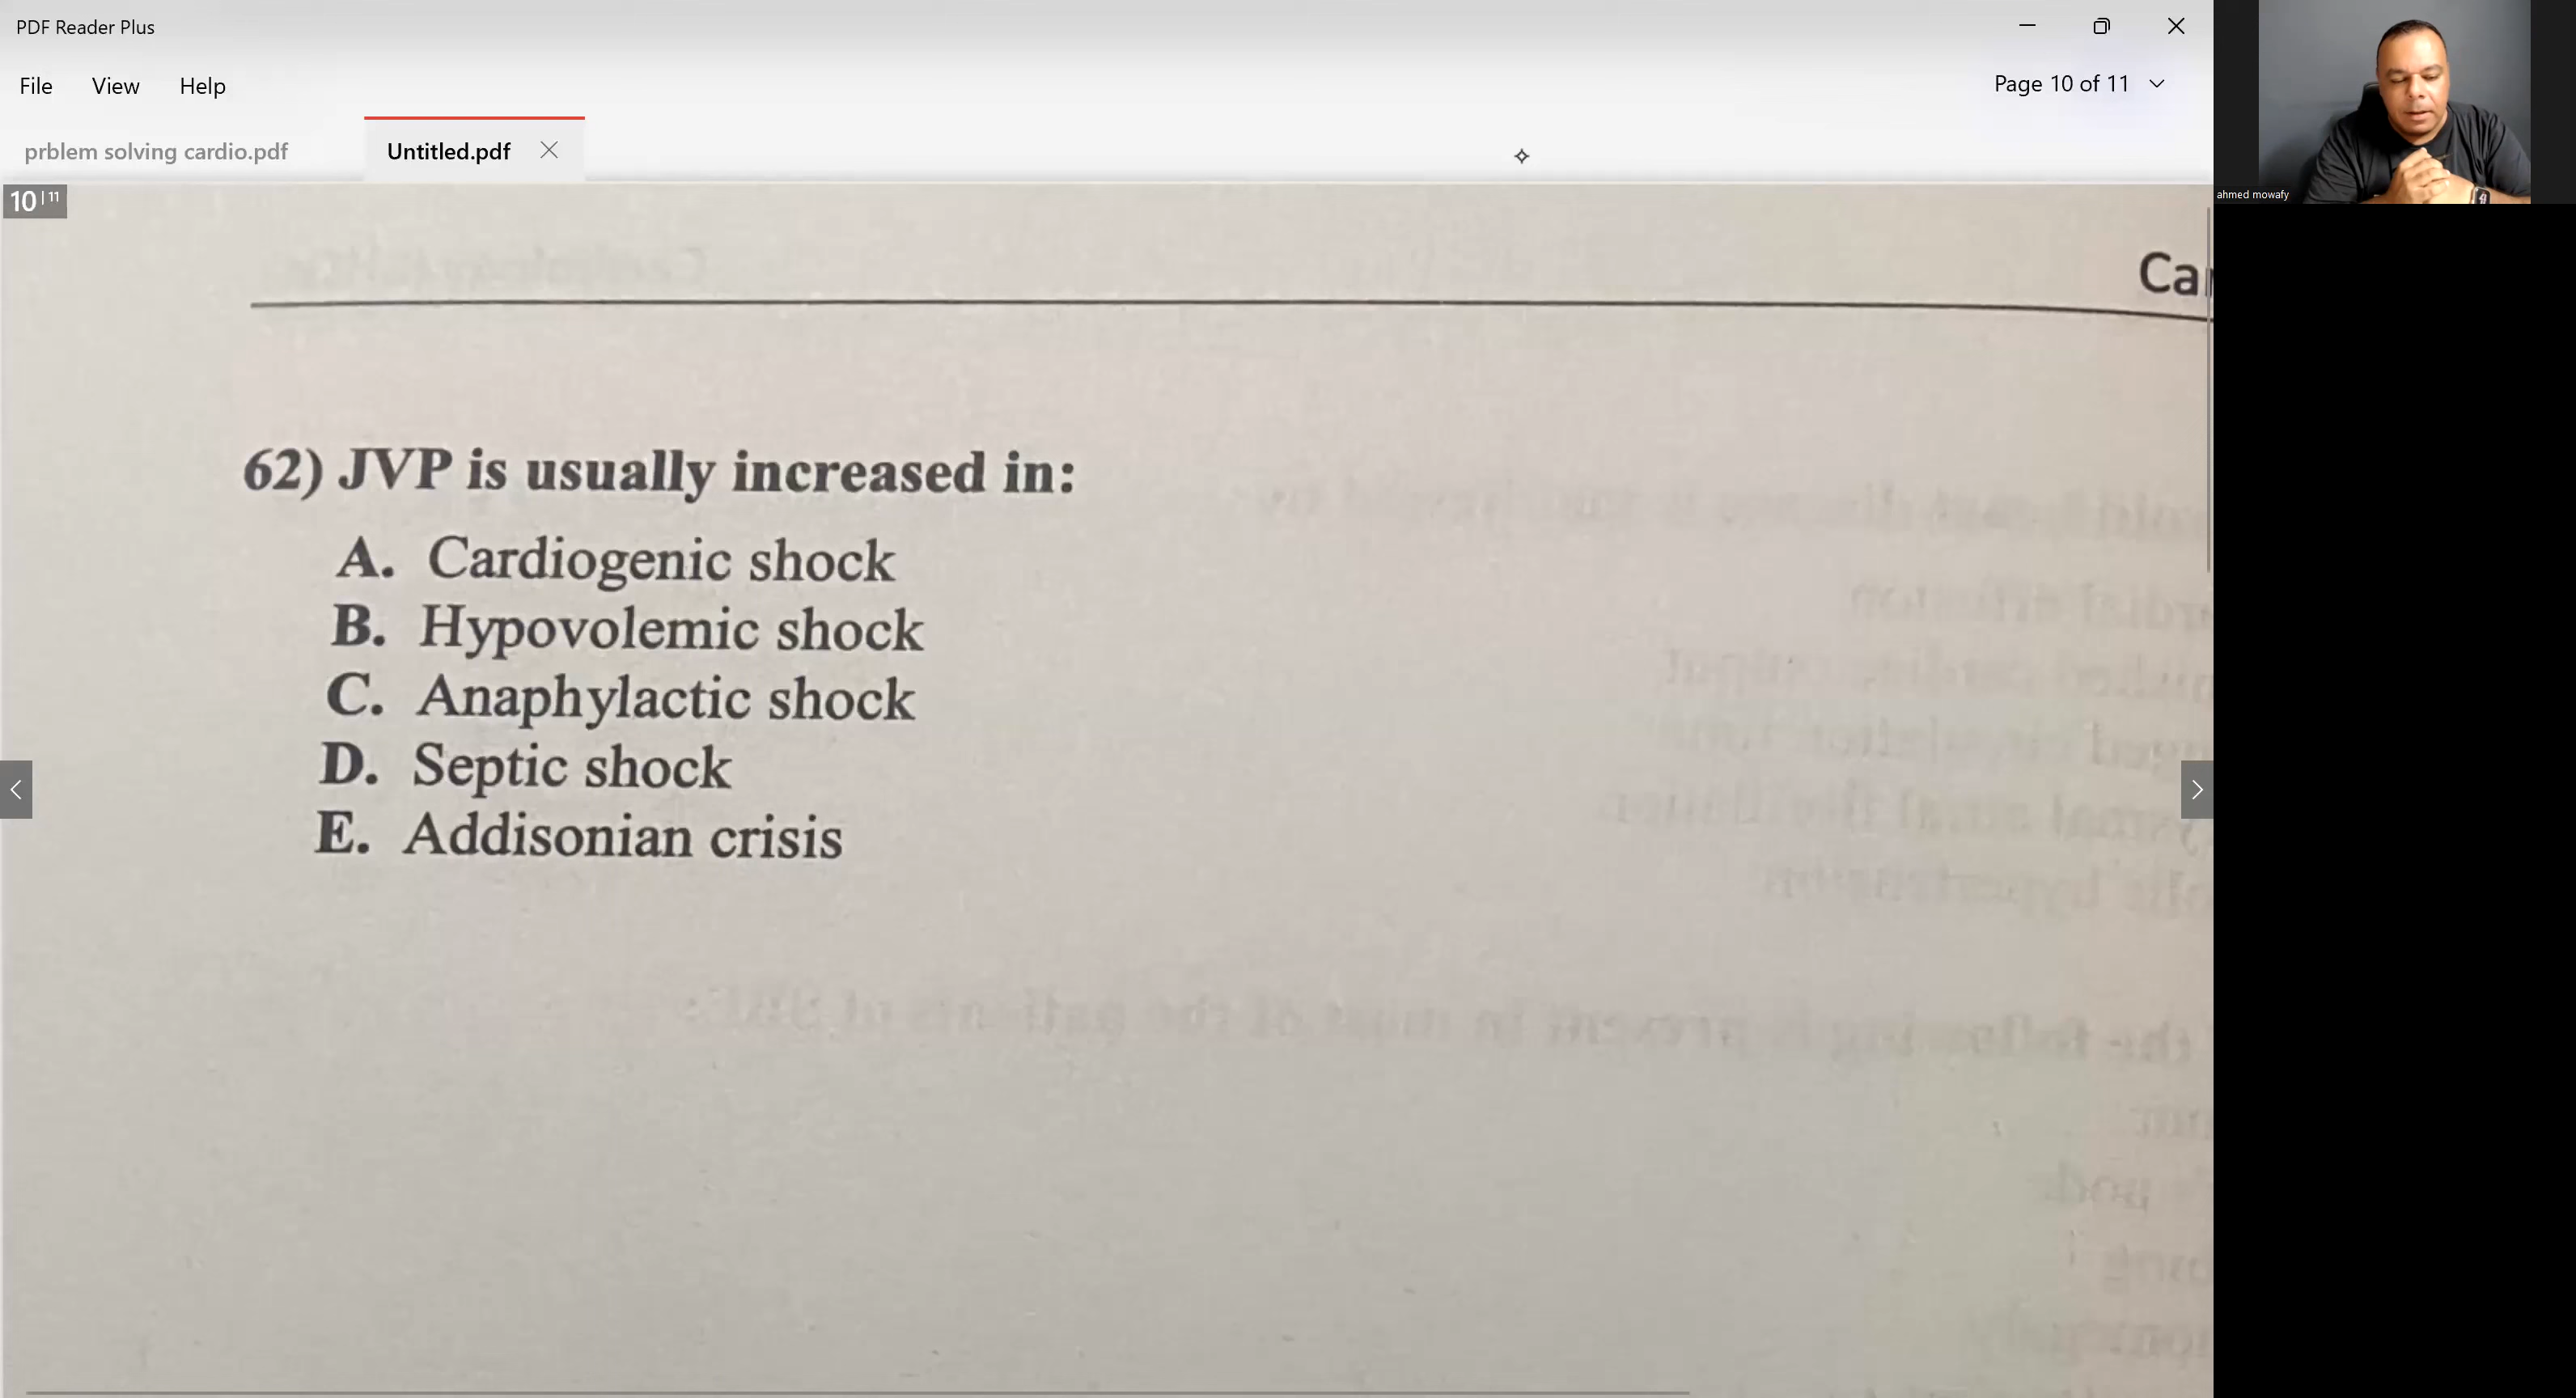 PDF Reader Plus
File View Help
Page 10 of 11
prblem solving cardio.pdf
Untitled.pdf
ahmed mowafy
10 | 11
62) JVP is usually increased in:
A. Cardiogenic shock
B. Hypovolemic shock
C. Anaphylactic shock
D. Septic shock
E. Addisonian crisis